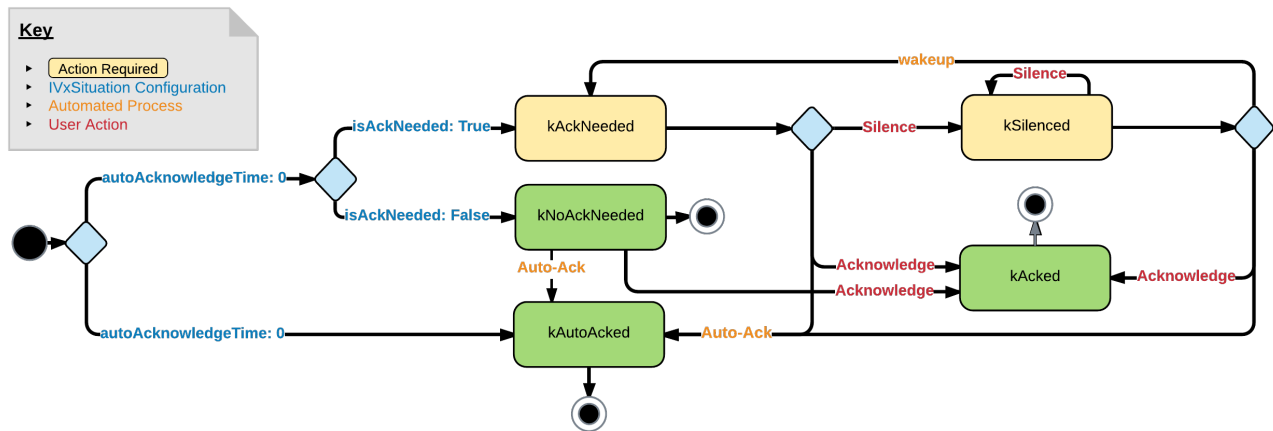 Key
Action Required
IVxSituation Configuration
Automated Process
User Action
wakeup
Silence
isAckNeeded: True
kAckNeeded
Silence
kSilenced
autoAcknowledgeTime: 0
isAckNeeded: False
kNoAckNeeded
Auto-Ack
Acknowledge
kAcked
Acknowledge
Acknowledge
autoAcknowledgeTime: 0
kAutoAcked
Auto-Ack